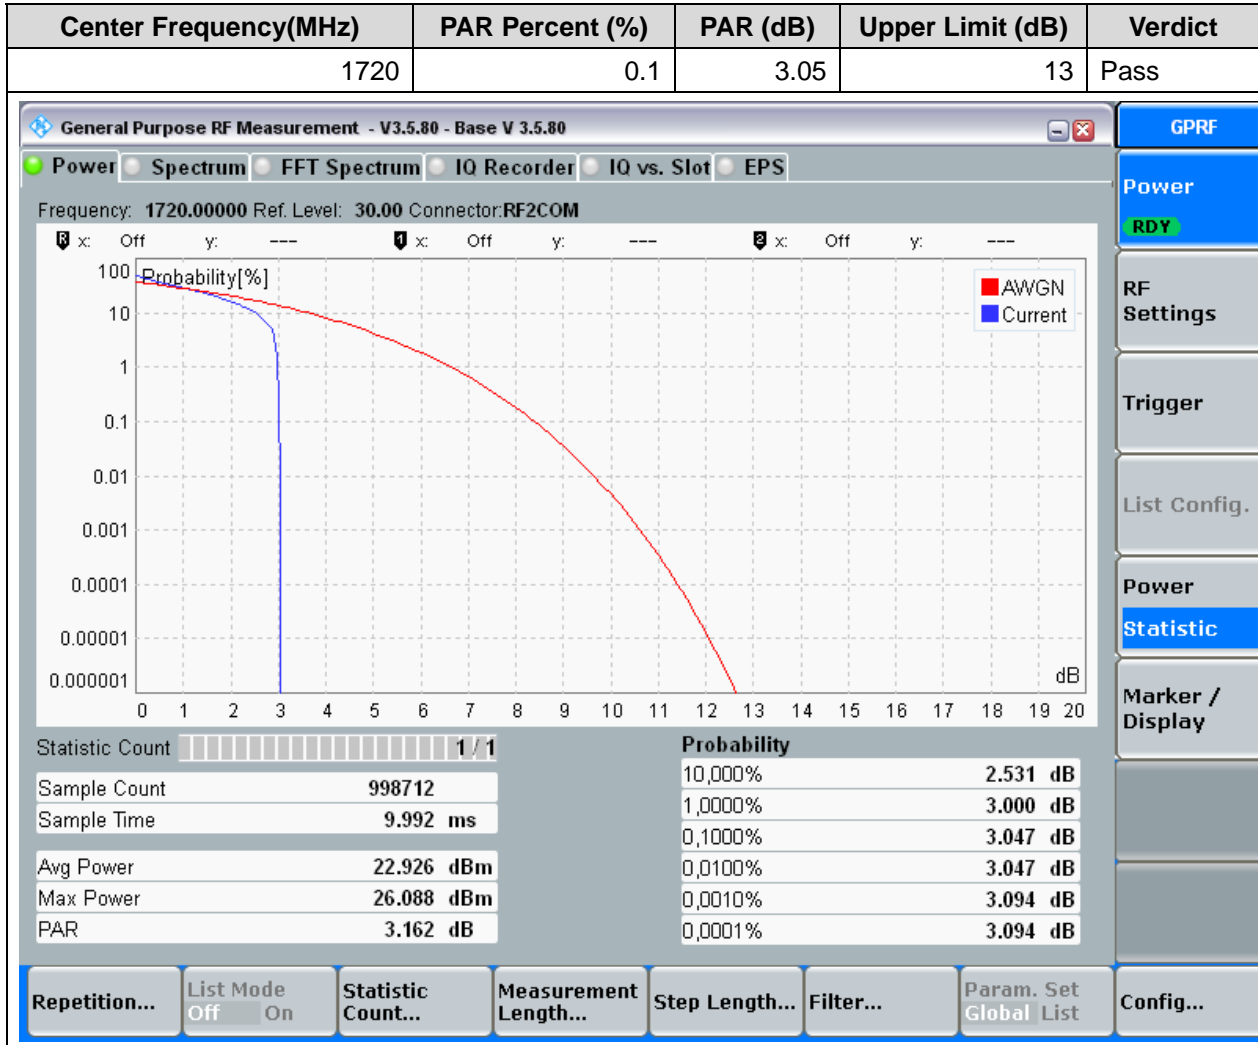 Center Frequency(MHz) PAR Percent (%) PAR (dB) Upper Limit (dB) Verdict
1720 0.1 3.05 13 Pass
General Purpose RF Measurement - V3.5.80 - Base V 3.5.80
GPRF
Power Spectrum FFT Spectrum IQ Recorder IQ vs. Slot EPS
Power
RDY
Frequency: 1720.00000 Ref. Level: 30.00 Connector:RF2COM
R x: Off y: --- 1 x: Off y: --- 2 x: Off y: ---
Probability[%]
AWGN
Current
100
10
1
0.1
0.01
0.001
0.0001
0.00001
0.000001
dB
0 1 2 3 4 5 6 7 8 9 10 11 12 13 14 15 16 17 18 19 20
RF
Settings
Trigger
List Config.
Power
Statistic
Marker /
Display
Statistic Count 1 / 1
Sample Count 998712
Sample Time 9.992 ms
Avg Power 22.926 dBm
Max Power 26.088 dBm
PAR 3.162 dB
Probability
10,000% 2.531 dB
1,0000% 3.000 dB
0,1000% 3.047 dB
0,0100% 3.047 dB
0,0010% 3.094 dB
0,0001% 3.094 dB
Repetition...
List Mode
Off On
Statistic
Count...
Measurement
Length...
Step Length...
Filter...
Param. Set
Global List
Config...